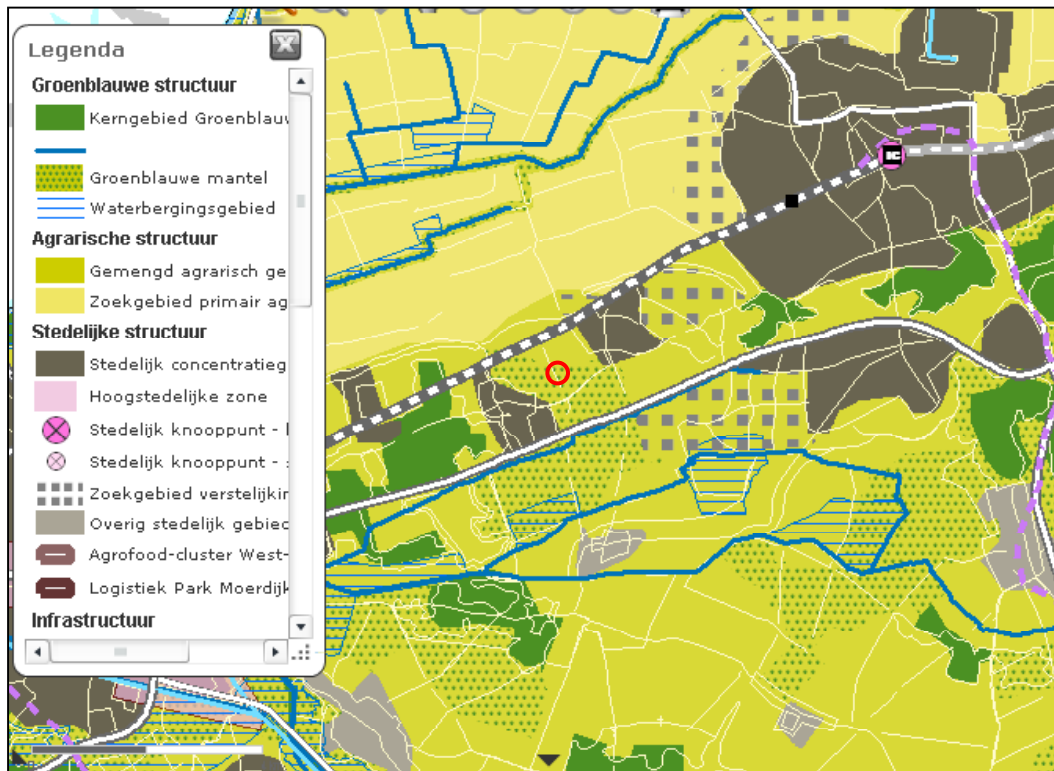 Legenda
Groenblauwe structuur
Kerngebied Groenblauw
Groenblauwe mantel
Waterbergingsgebied
Agrarische structuur
Gemengd agrarisch ge
Zoekgebied primair ag
Stedelijke structuur
Stedelijk concentratieg
Hoogstedelijke zone
Stedelijk knooppunt -
Stedelijk knooppunt -
Zoekgebied verstelijkin
Overig stedelijk gebied
Agrofood-cluster West-
Logistiek Park Moerdijk
Infrastructuur